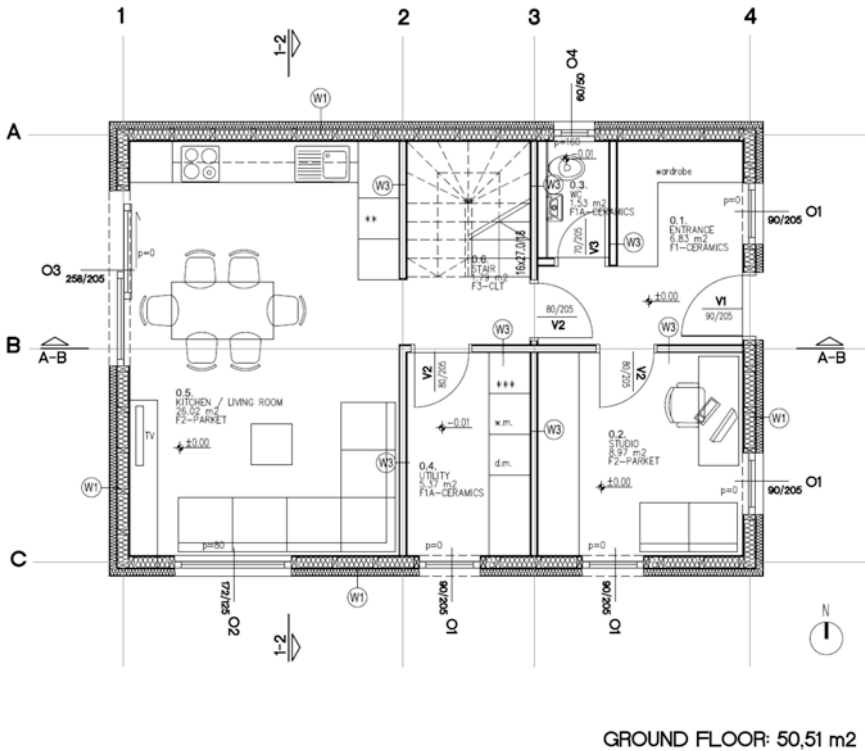 1
2
3
4
1-2
O4
60/50
W1
A
p=160
-0.01
wardrobe
W3
W3
0.3.
WC
1.53 m2
F1A-CERAMICS
p=0
O1
90/205
**
0.1.
ENTRANCE
6.83 m2
F1-CERAMICS
70/205
V3
W3
16x27.0/18
p=0
O3
258/205
0.6.
STAIR
F3-CLT
±0.00
V1
90/205
80/205
V2
W3
W3
B
A-B
A-B
V2
80/205
80/205
V2
***
0.5.
KITCHEN / LIVING ROOM
26.02 m2
F2-PARKET
-0.01
w.m.
W3
W1
TV
±0.00
0.2.
STUDIO
8.97 m2
F2-PARKET
W3
d.m.
0.4.
UTILITY
5.37 m2
F1A-CERAMICS
W1
±0.00
p=0
O1
90/205
p=80
p=0
p=0
C
172/125
O2
W1
90/205
O1
90/205
O1
1-2
N
GROUND FLOOR: 50,51 m2